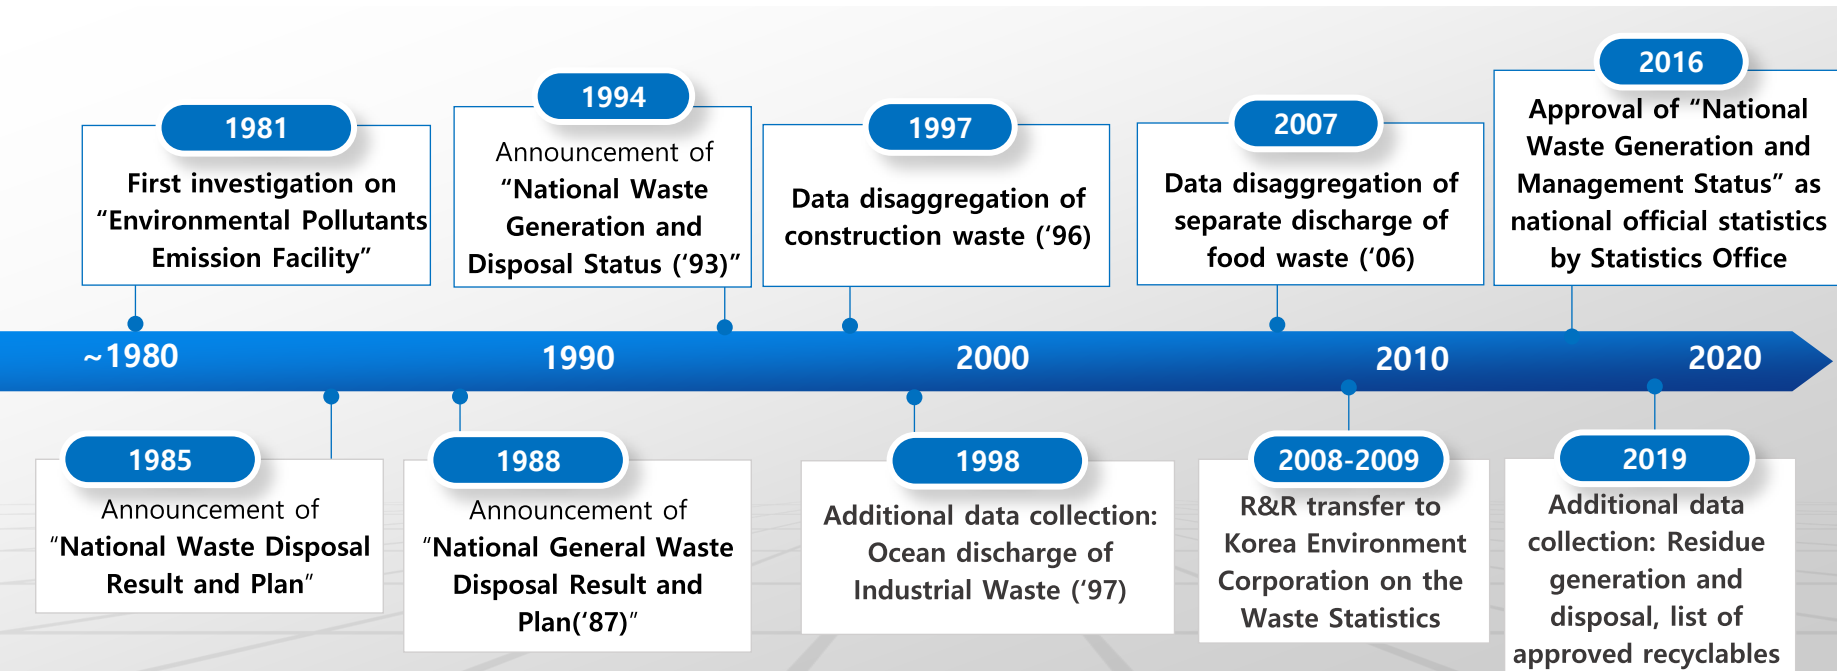 1981
First investigation on
“Environmental Pollutants
Emission Facility”
1994
Announcement of
“National Waste
Generation and
Disposal Status (‘93)”
1997
Data disaggregation of
construction waste (‘96)
2007
Data disaggregation of
separate discharge of
food waste (‘06)
2016
Approval of “National
Waste Generation and
Management Status” as
national official statistics
by Statistics Office
~1980
1990
2000
2010
2020
1985
Announcement of
“National Waste Disposal
Result and Plan”
1988
Announcement of
“National General Waste
Disposal Result and
Plan(‘87)”
1998
Additional data collection:
Ocean discharge of
Industrial Waste (‘97)
2008-2009
R&R transfer to
Korea Environment
Corporation on the
Waste Statistics
2019
Additional data
collection: Residue
generation and
disposal, list of
approved recyclables